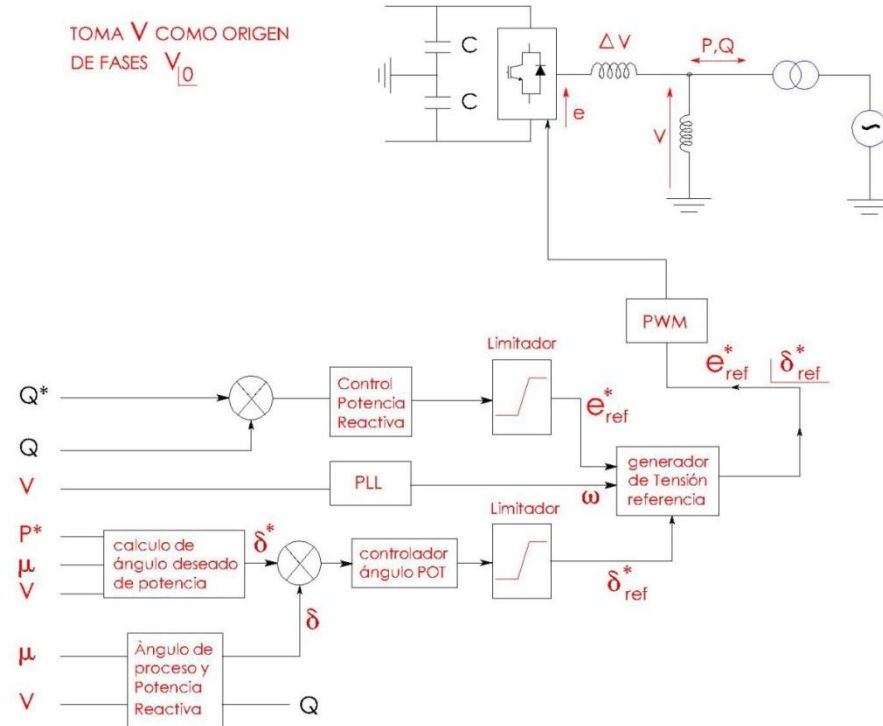 TOMA V COMO ORIGEN
DE FASES V|0
C
C
ΔV
P,Q
e
V
PWM
e*ref
δ*ref
Limitador
Q*
Control
Potencia
Reactiva
e*ref
Q
V
PLL
ω
generador
de Tensión
referencia
Limitador
P*
μ
V
calculo de
ángulo deseado
de potencia
δ*
controlador
ángulo POT
δ*ref
δ
μ
V
Àngulo de
proceso y
Potencia
Reactiva
Q